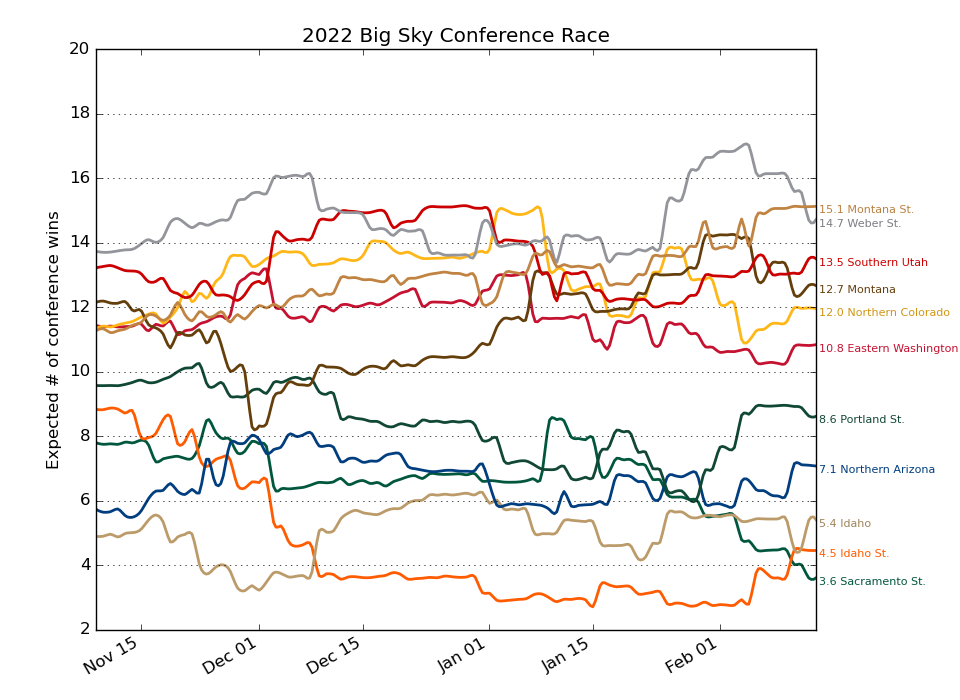 2022 Big Sky Conference Race
Expected # of conference wins
20
18
16
14
12
10
8
6
4
2
Nov 15
Dec 01
Dec 15
Jan 01
Jan 15
Feb 01
15.1 Montana St.
14.7 Weber St.
13.5 Southern Utah
12.7 Montana
12.0 Northern Colorado
10.8 Eastern Washington
8.6 Portland St.
7.1 Northern Arizona
5.4 Idaho
4.5 Idaho St.
3.6 Sacramento St.